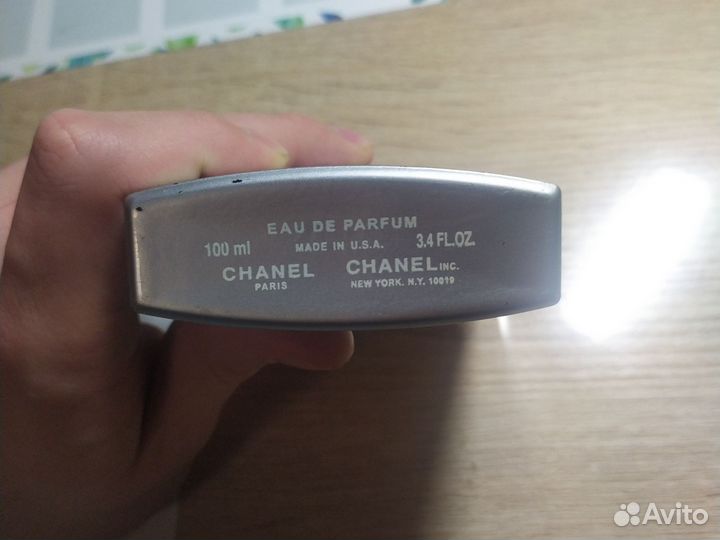 EAU DE PARFUM
100 ml MADE IN U.S.A. 3.4 FL.OZ.
CHANEL CHANEL INC.
PARIS NEW YORK. N.Y. 10019
Avito